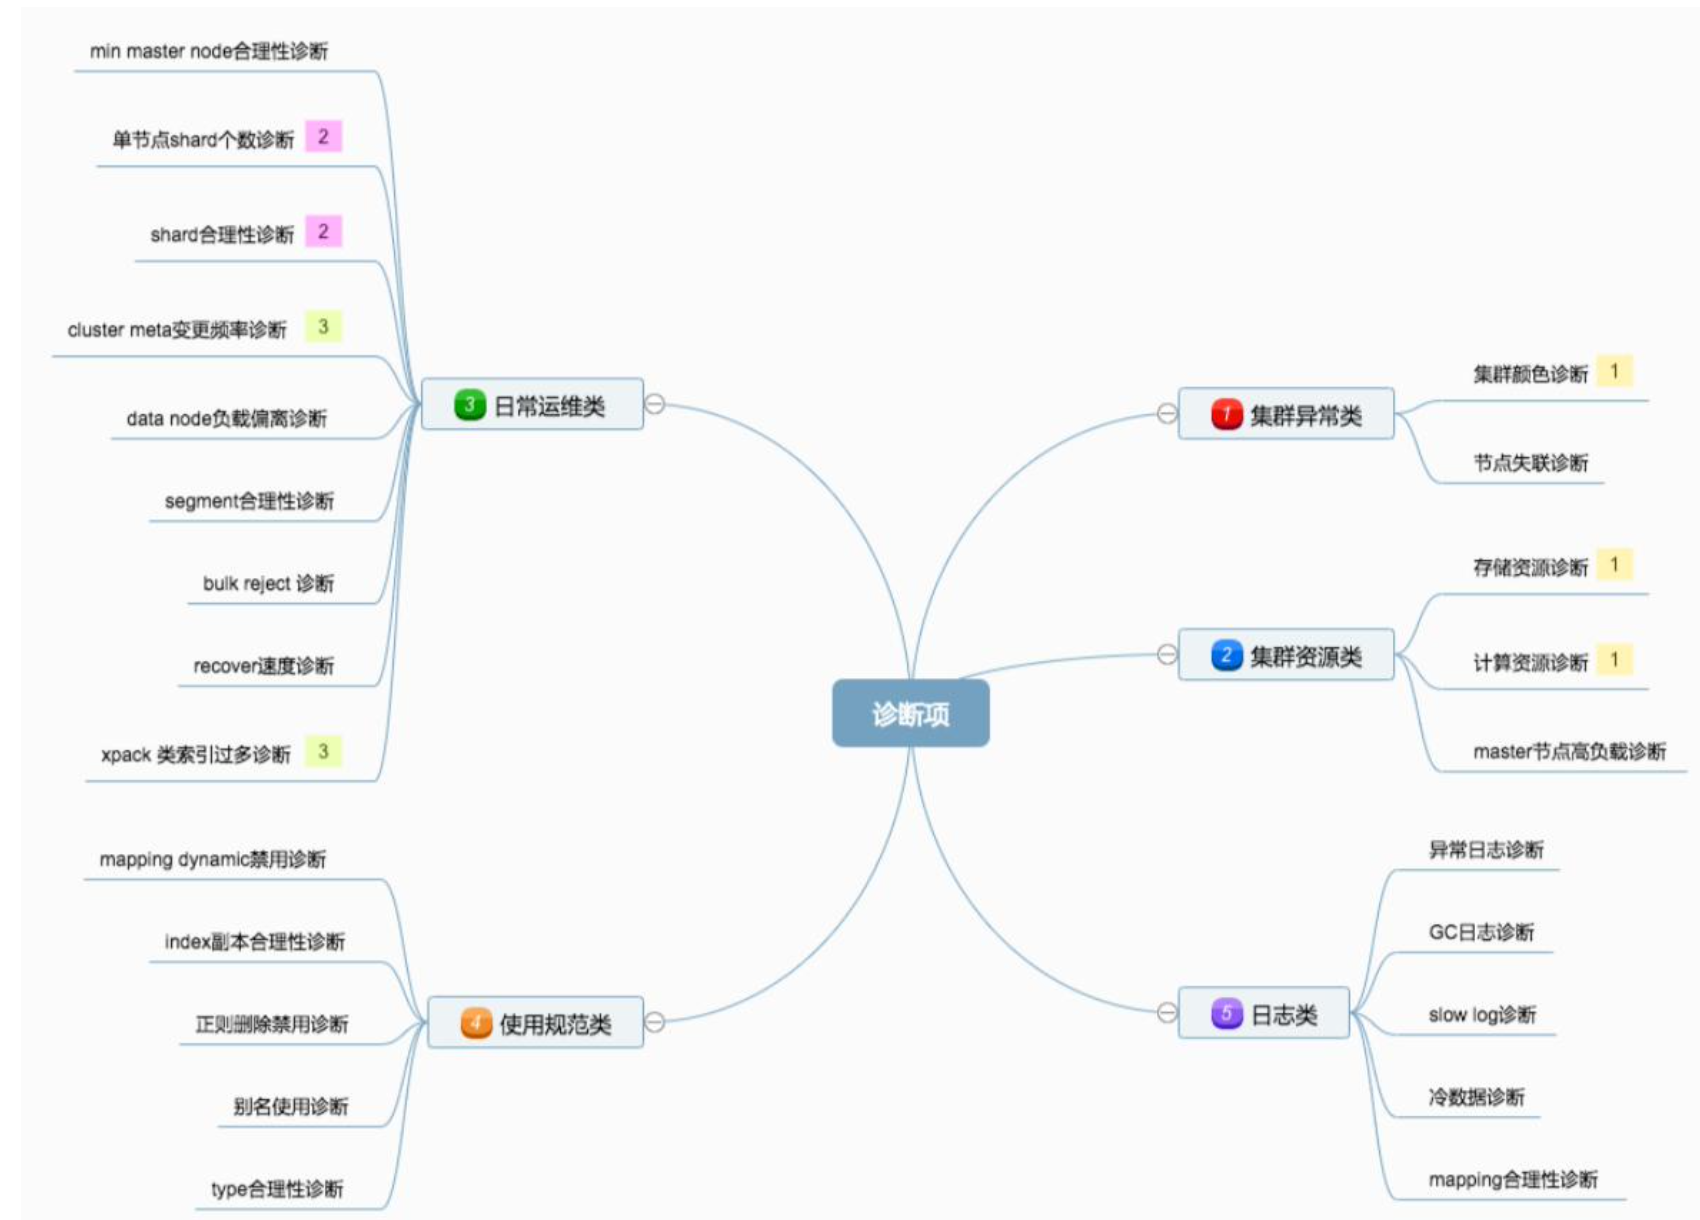 诊断项
1 集群异常类
集群颜色诊断 1
节点失联诊断
2 集群资源类
存储资源诊断 1
计算资源诊断 1
master节点高负载诊断
3 日常运维类
min master node合理性诊断
单节点shard个数诊断 2
shard合理性诊断 2
cluster meta变更频率诊断 3
data node负载偏离诊断
segment合理性诊断
bulk reject 诊断
recover速度诊断
xpack 类索引过多诊断 3
4 使用规范类
mapping dynamic禁用诊断
index副本合理性诊断
正则删除禁用诊断
别名使用诊断
type合理性诊断
5 日志类
异常日志诊断
GC日志诊断
slow log诊断
冷数据诊断
mapping合理性诊断